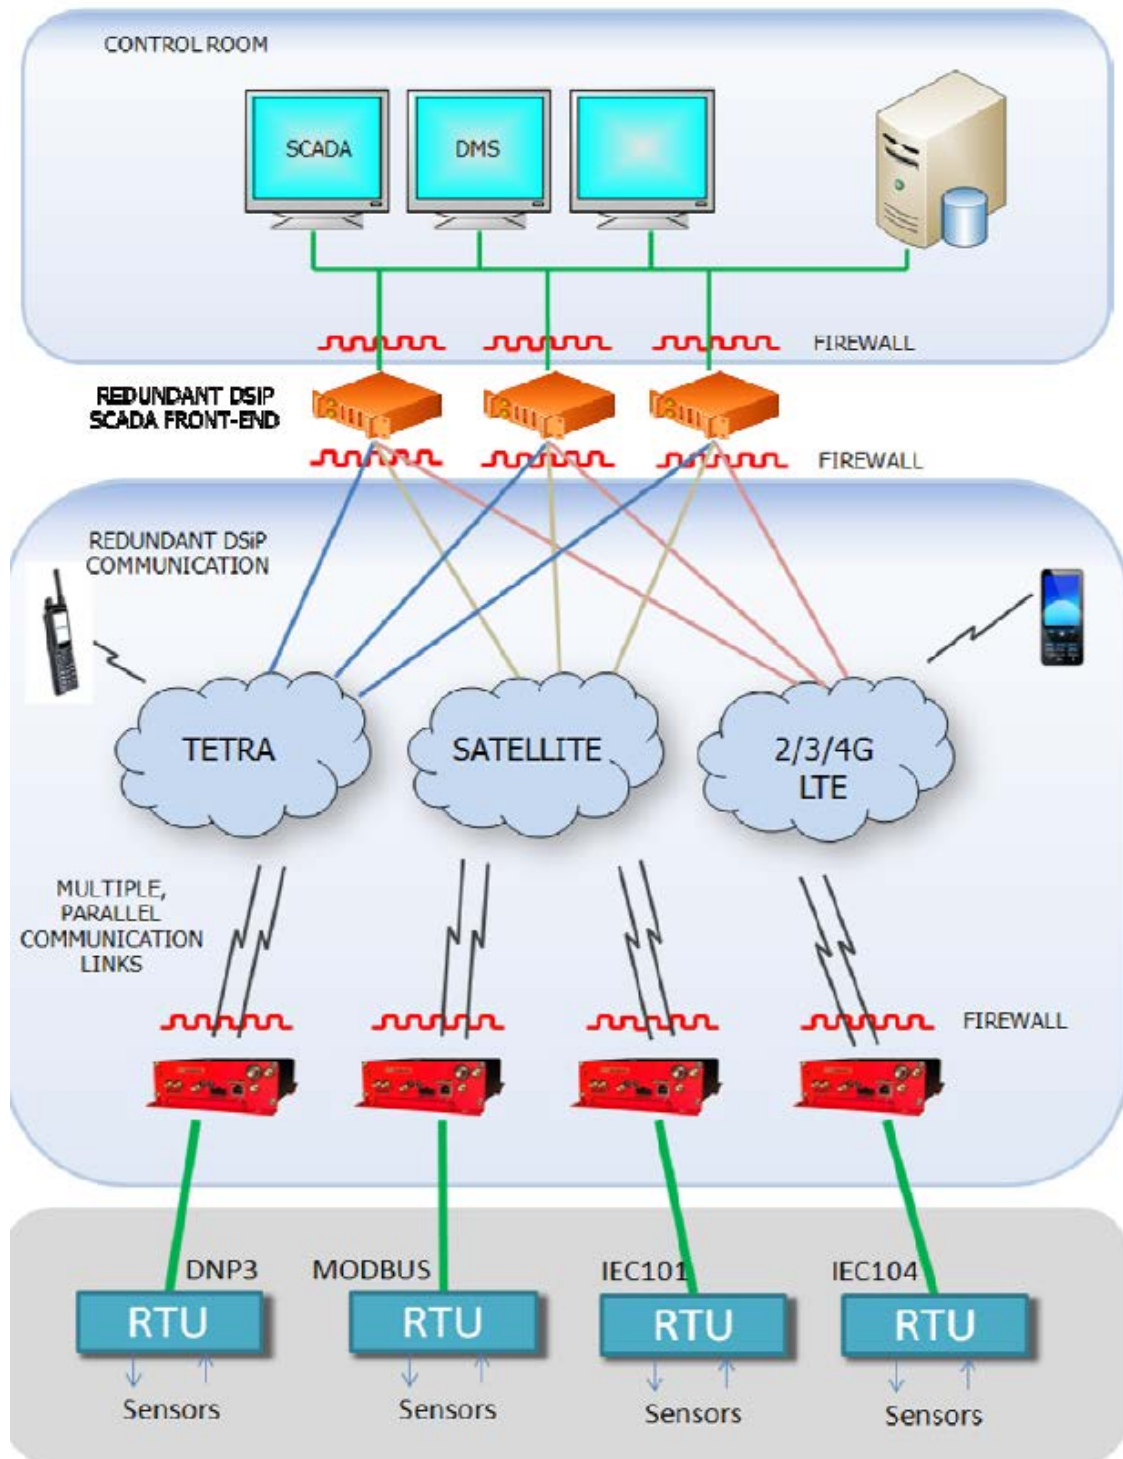 CONTROL ROOM
SCADA
DMS
FIREWALL
REDUNDANT DSiP
SCADA FRONT-END
FIREWALL
REDUNDANT DSiP
COMMUNICATION
TETRA
SATELLITE
2/3/4G
LTE
MULTIPLE,
PARALLEL
COMMUNICATION
LINKS
FIREWALL
DNP3
MODBUS
IEC101
IEC104
RTU
RTU
RTU
RTU
Sensors
Sensors
Sensors
Sensors